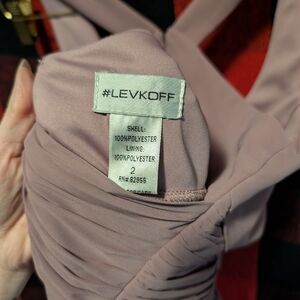 #LEVKOFF
SHELL:
100%POLYESTER
LINING:
100%POLYESTER
2
RN#82855